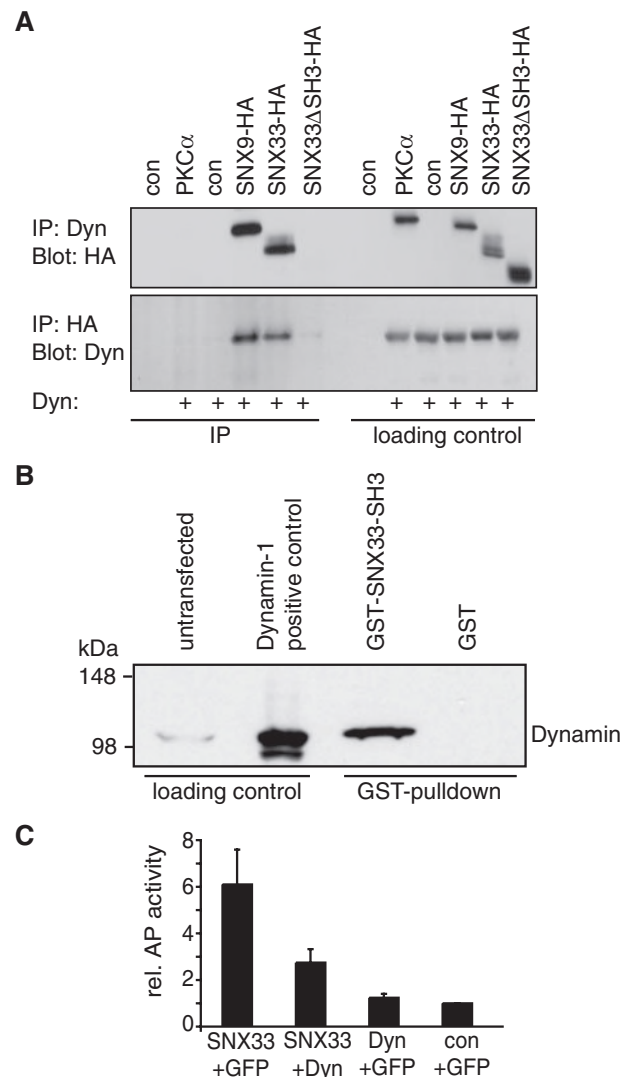 A
con
PKCα
con
SNX9-HA
SNX33-HA
SNX33ΔSH3-HA
con
PKCα
con
SNX9-HA
SNX33-HA
SNX33ΔSH3-HA
IP: Dyn
Blot: HA
IP: HA
Blot: Dyn
Dyn: + + + + + + + + + +
IP loading control
B
untransfected
Dynamin-1
positive control
GST-SNX33-SH3
GST
kDa
148
98
Dynamin
loading control GST-pulldown
C
rel. AP activity
8
6
4
2
0
SNX33 SNX33 Dyn con
+GFP +Dyn +GFP +GFP